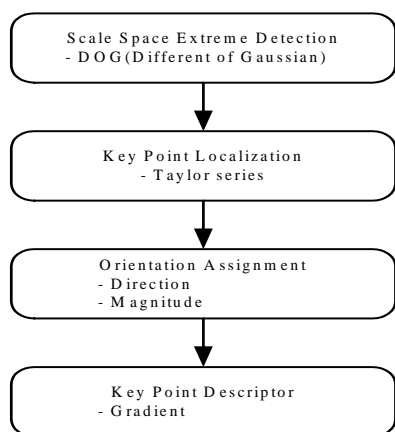 Scale Space Extreme Detection
- DOG(Different of Gaussian)
Key Point Localization
- Taylor series
Orientation Assignment
- Direction
- Magnitude
Key Point Descriptor
- Gradient